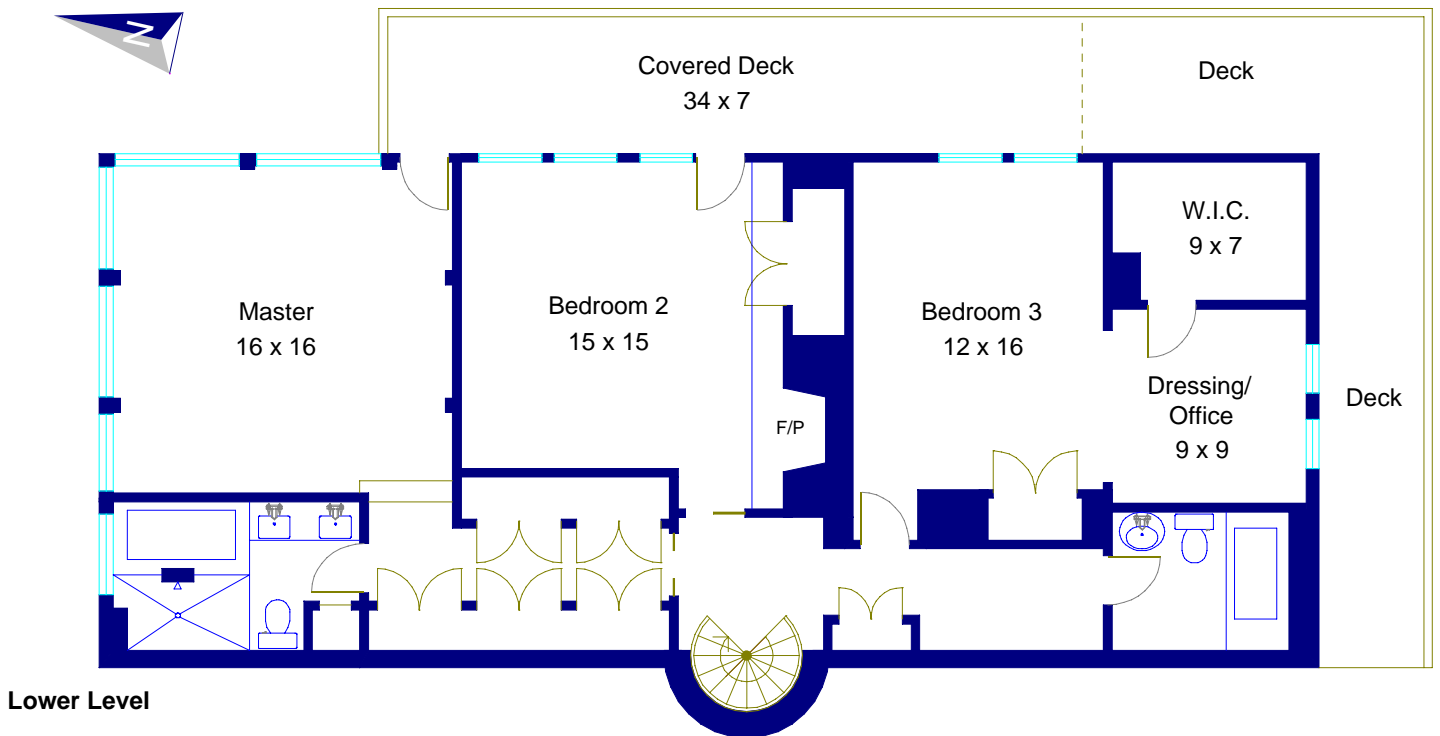 N
Covered Deck
34 x 7
Deck
W.I.C.
9 x 7
Master
16 x 16
Bedroom 2
15 x 15
Bedroom 3
12 x 16
Dressing/
Office
9 x 9
Deck
F/P
Lower Level